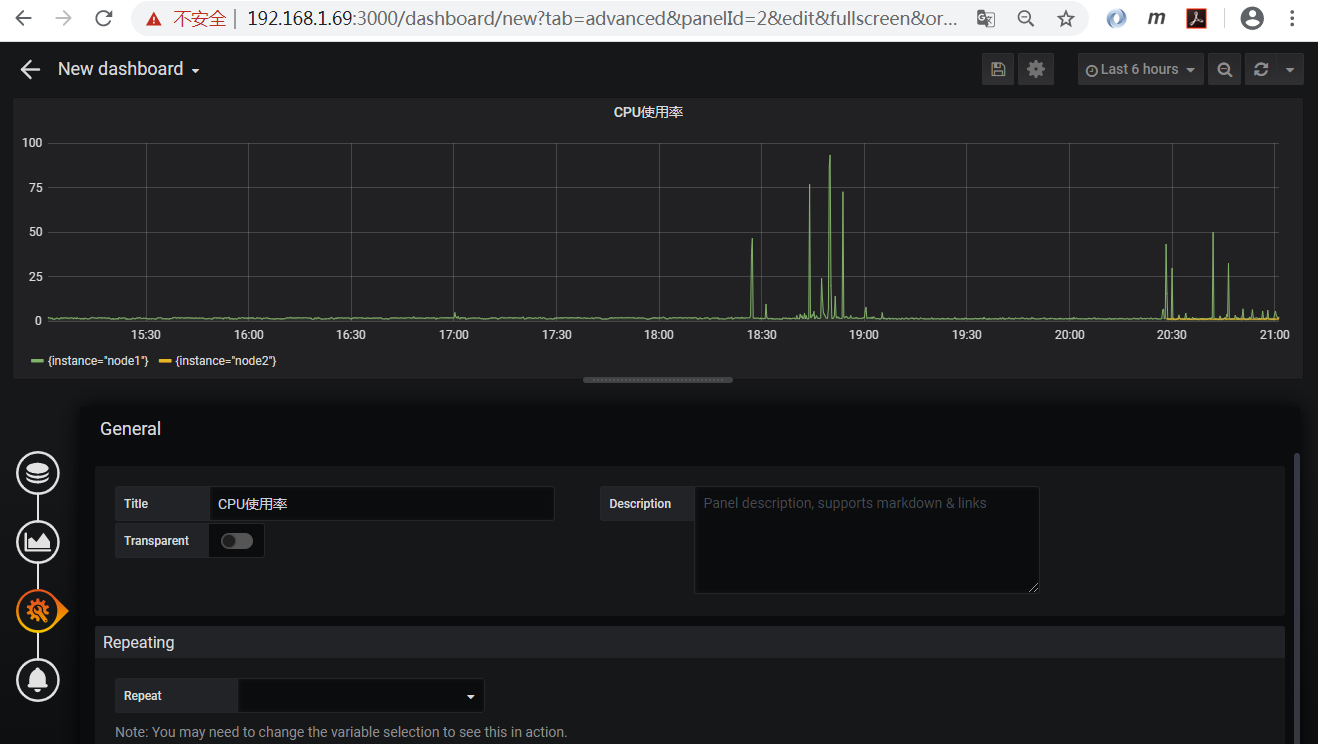 不安全 192.168.1.69:3000/dashboard/new?tab=advanced&panelId=2&edit&fullscreen&or...
New dashboard
Last 6 hours
CPU使用率
100
75
50
25
0
15:30 16:00 16:30 17:00 17:30 18:00 18:30 19:00 19:30 20:00 20:30 21:00
{instance="node1"} {instance="node2"}
General
Title CPU使用率
Description Panel description, supports markdown & links
Transparent
Repeating
Repeat
Note: You may need to change the variable selection to see this in action.